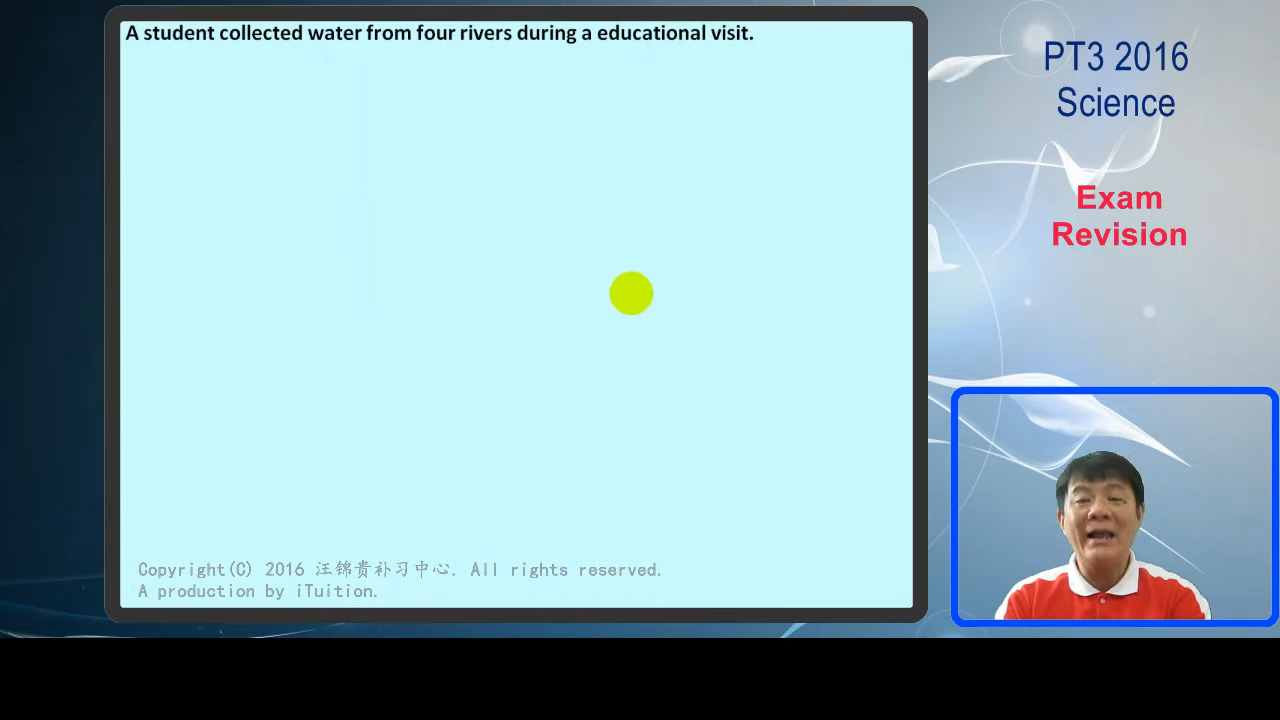 A student collected water from four rivers during a educational visit.
PT3 2016
Science
Exam
Revision
Copyright(C) 2016 汪锦贵补习中心. All rights reserved.
A production by iTuition.